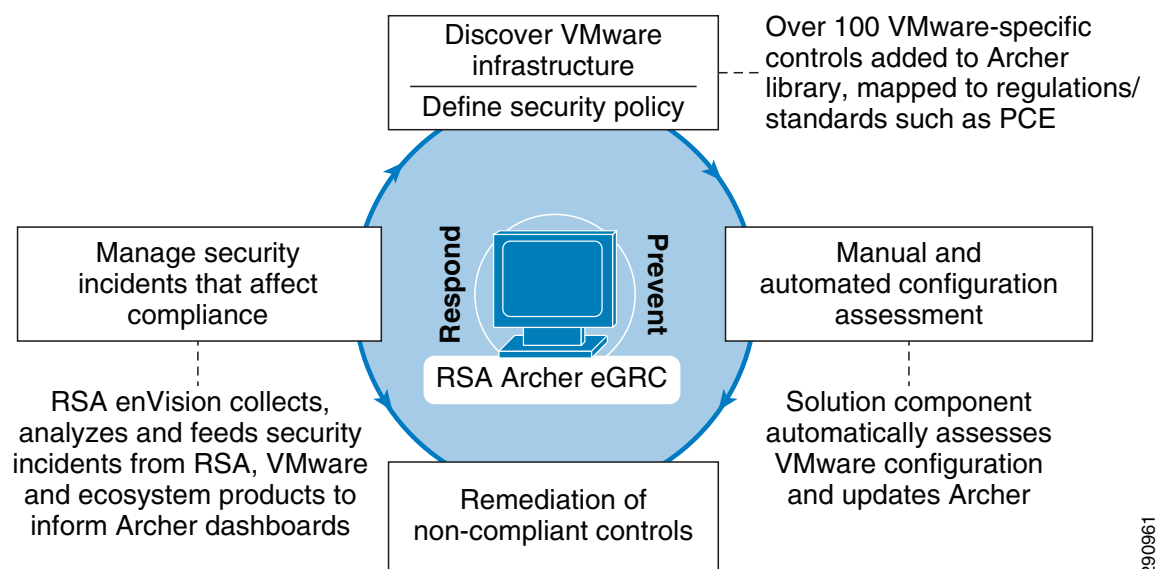 Discover VMware
infrastructure
Define security policy
Over 100 VMware-specific
controls added to Archer
library, mapped to regulations/
standards such as PCE
Manage security
incidents that affect
compliance
Respond
Prevent
RSA Archer eGRC
Manual and
automated configuration
assessment
RSA enVision collects,
analyzes and feeds security
incidents from RSA, VMware
and ecosystem products to
inform Archer dashboards
Remediation of
non-compliant controls
Solution component
automatically assesses
VMware configuration
and updates Archer
290961